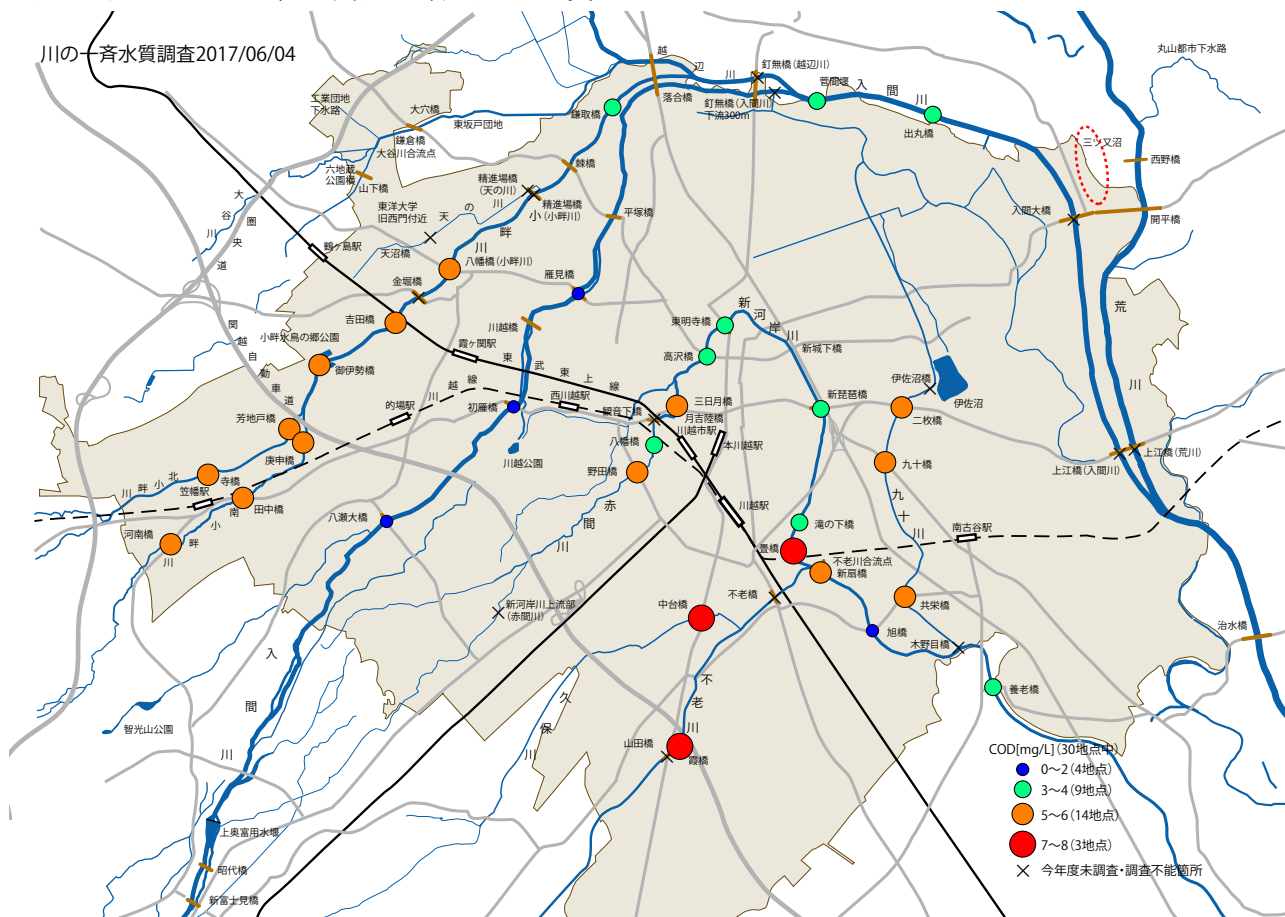 川の一斉水質調査2017/06/04
丸山都市下水路
越
辺
川
釘無橋(越辺川)
菅間堰
入
間
川
落合橋
釘無橋(入間川)
下流300m
出丸橋
工業団地
下水路
大穴橋
東坂戸団地
鎌取橋
鎌倉橋
大谷川合流点
三ツ又沼
西野橋
六地蔵
公園橋
山下橋
棘橋
精進場橋
(天の川)
精進場橋
(小畔川)
東洋大学
旧西門付近
天
の
川
小
畔
川
平塚橋
入間大橋
開平橋
大
谷
川
圏
央
道
鶴ヶ島駅
天沼橋
八幡橋(小畔川)
金堀橋
雁見橋
吉田橋
川越橋
新
河
岸
川
東明寺橋
新城下橋
高沢橋
荒
川
関
越
自
動
車
道
小畔水鳥の郷公園
御伊勢橋
霞ヶ関駅
東
武
東
上
線
川
越
線
西川越駅
的場駅
初雁橋
観音下橋
三日月橋
月吉陸橋
川越市駅
本川越駅
新琵琶橋
伊佐沼橋
伊佐沼
二枚橋
芳地戸橋
庚申橋
川越公園
八幡橋
野田橋
九十橋
上江橋(荒川)
上江橋(入間川)
北
小
畔
川
寺橋
笠幡駅
田中橋
南
小
畔
川
河南橋
八瀬大橋
赤
間
川
川越駅
滝の下橋
畳橋
不老川合流点
新扇橋
九
十
川
南古谷駅
新河岸川上流部
(赤間川)
中台橋
不老橋
共栄橋
旭橋
木野目橋
治水橋
養老橋
入
間
川
智光山公園
久
保
川
不
老
川
山田橋
霞橋
上奥富用水堰
昭代橋
新富士見橋
COD[mg/L](30地点中)
0〜2(4地点)
3〜4(9地点)
5〜6(14地点)
7〜8(3地点)
今年度未調査・調査不能箇所